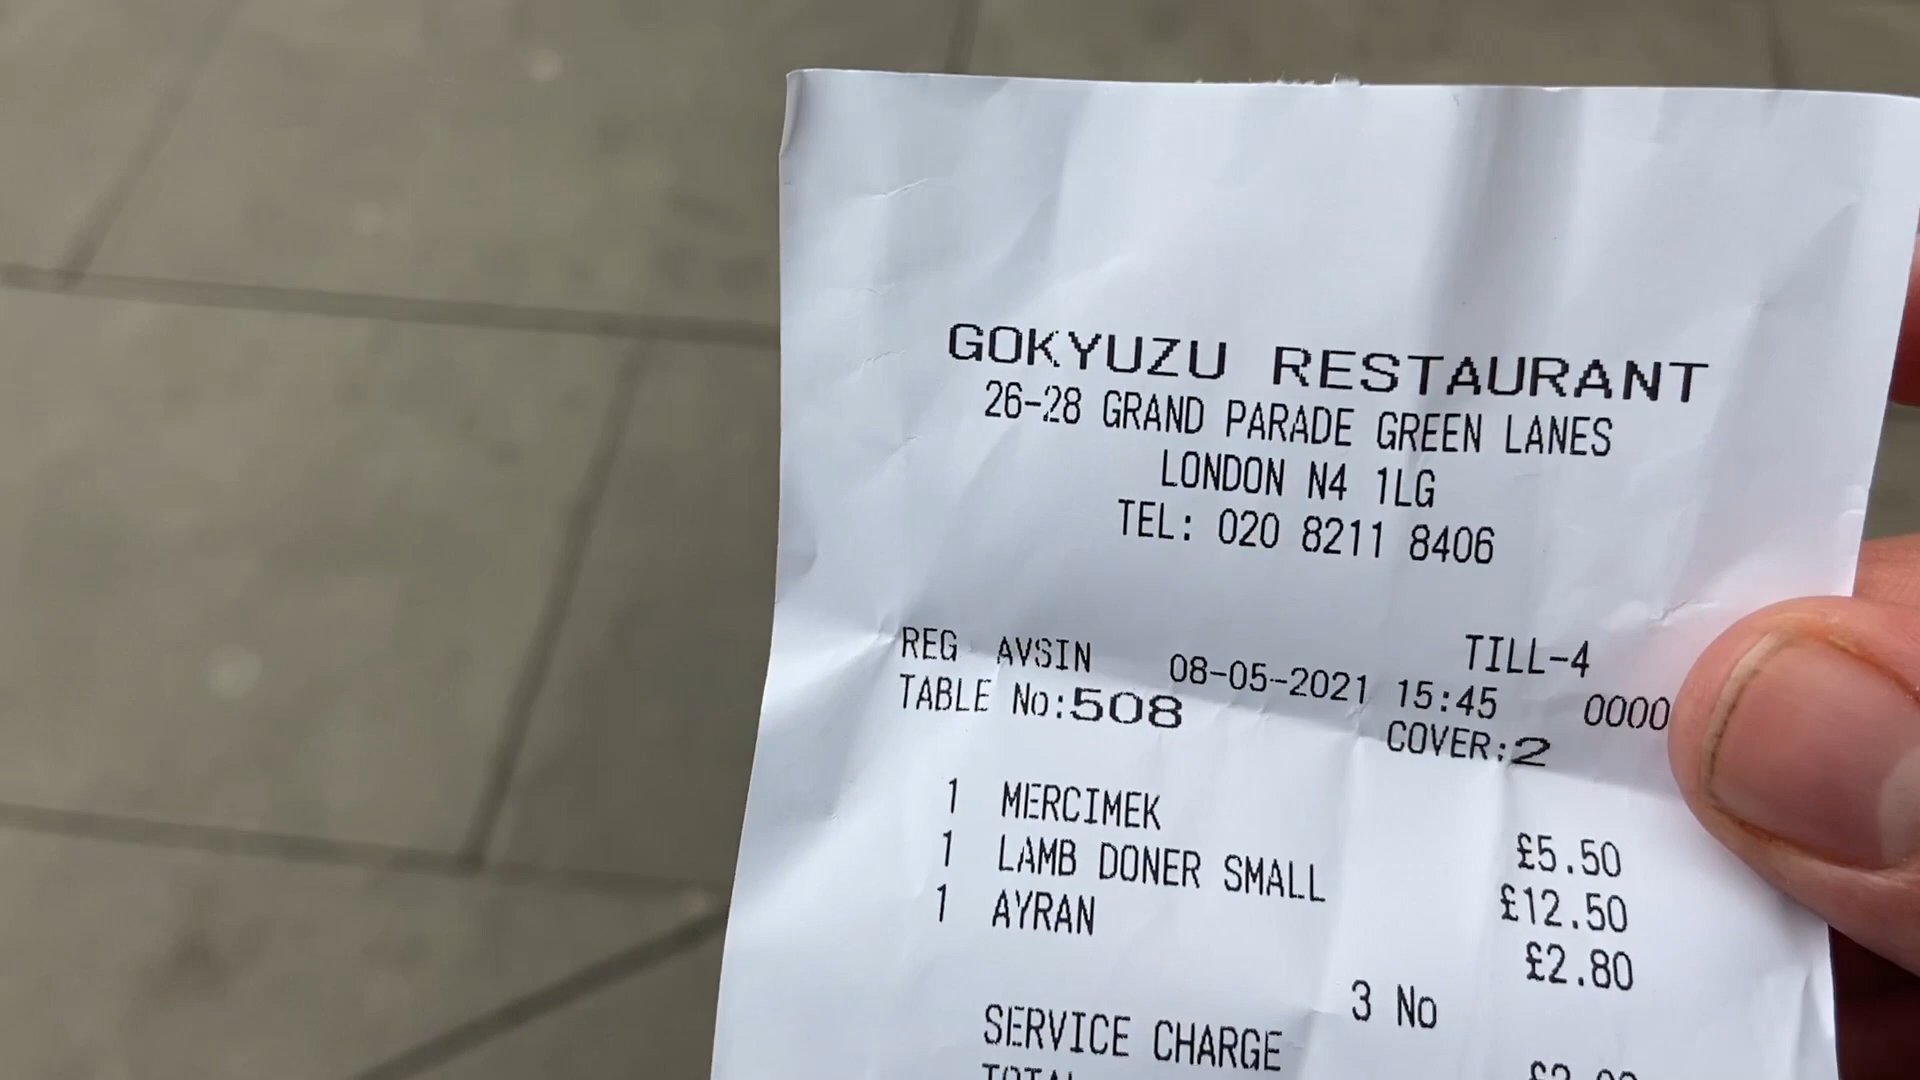 GOKYUZU RESTAURANT
26-28 GRAND PARADE GREEN LANES
LONDON N4 1LG
TEL: 020 8211 8406
REG AVSIN TILL-4
08-05-2021 15:45 0000
TABLE No:508 COVER:2
1 MERCIMEK £5.50
1 LAMB DONER SMALL £12.50
1 AYRAN £2.80
3 No
SERVICE CHARGE